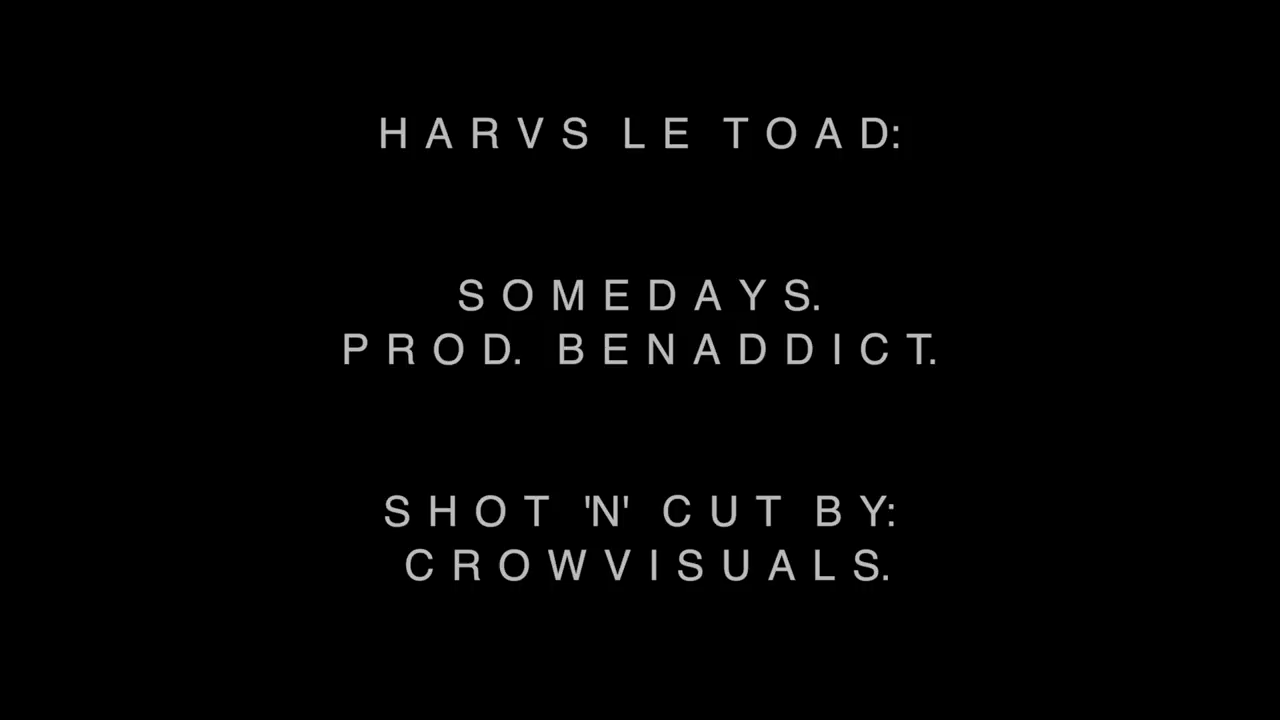 HARVS LE TOAD:
SOMEDAYS.
PROD. BENADDICT.
SHOT 'N' CUT BY:
CROWVISUALS.